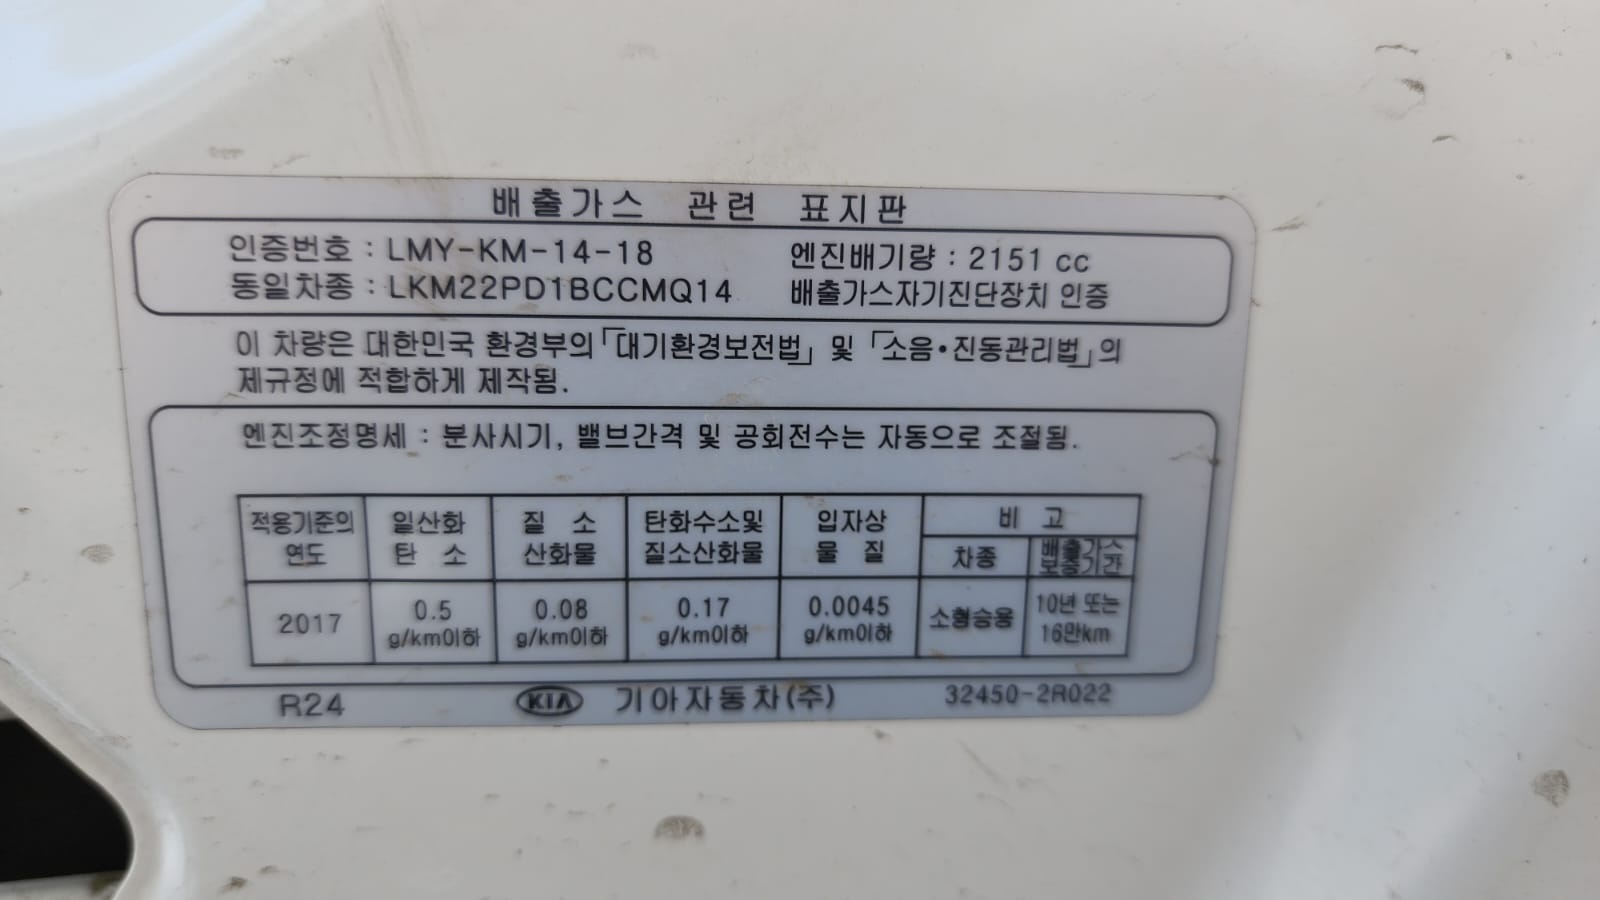 배출가스 관련 표지판
인증번호 : LMY-KM-14-18 엔진배기량 : 2151 cc
동일차종 : LKM22PD1BCCMQ14 배출가스자기진단장치 인증
이 차량은 대한민국 환경부의「대기환경보전법」및「소음·진동관리법」의
제규정에 적합하게 제작됨.
엔진조정명세 : 분사시기, 밸브간격 및 공회전수는 자동으로 조절됨.
적용기준의 연도 일산화 탄소 질소 산화물 탄화수소및 질소산화물 입자상 물질 비고
차종 배출가스 보증기간
2017 0.5 g/km이하 0.08 g/km이하 0.17 g/km이하 0.0045 g/km이하 소형승용 10년 또는 16만km
R24 KIA 기아자동차(주) 32450-2R022